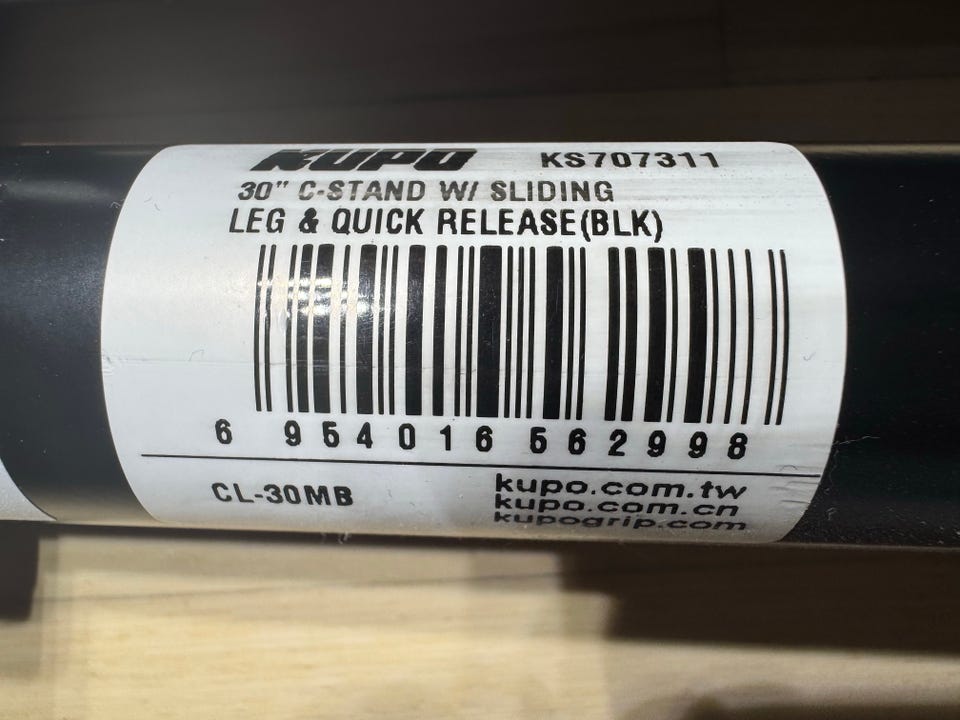 KUPO KS707311
30" C-STAND W/ SLIDING
LEG & QUICK RELEASE(BLK)
6 954016 562998
CL-30MB
kupo.com.tw
kupo.com.cn
kupogrip.com